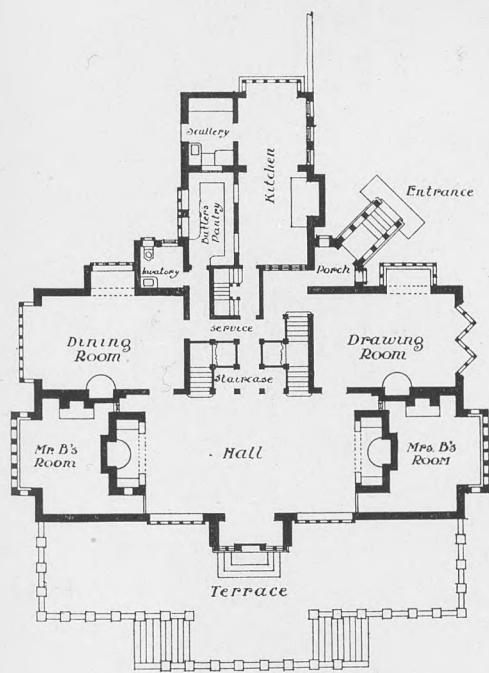 Scullery
Kitchen
Butler's
Pantry
Entrance
Lavatory
Porch
Service
Dining
Room
Drawing
Room
Staircase
Mr. B's
Room
Hall
Mrs. B's
Room
Terrace